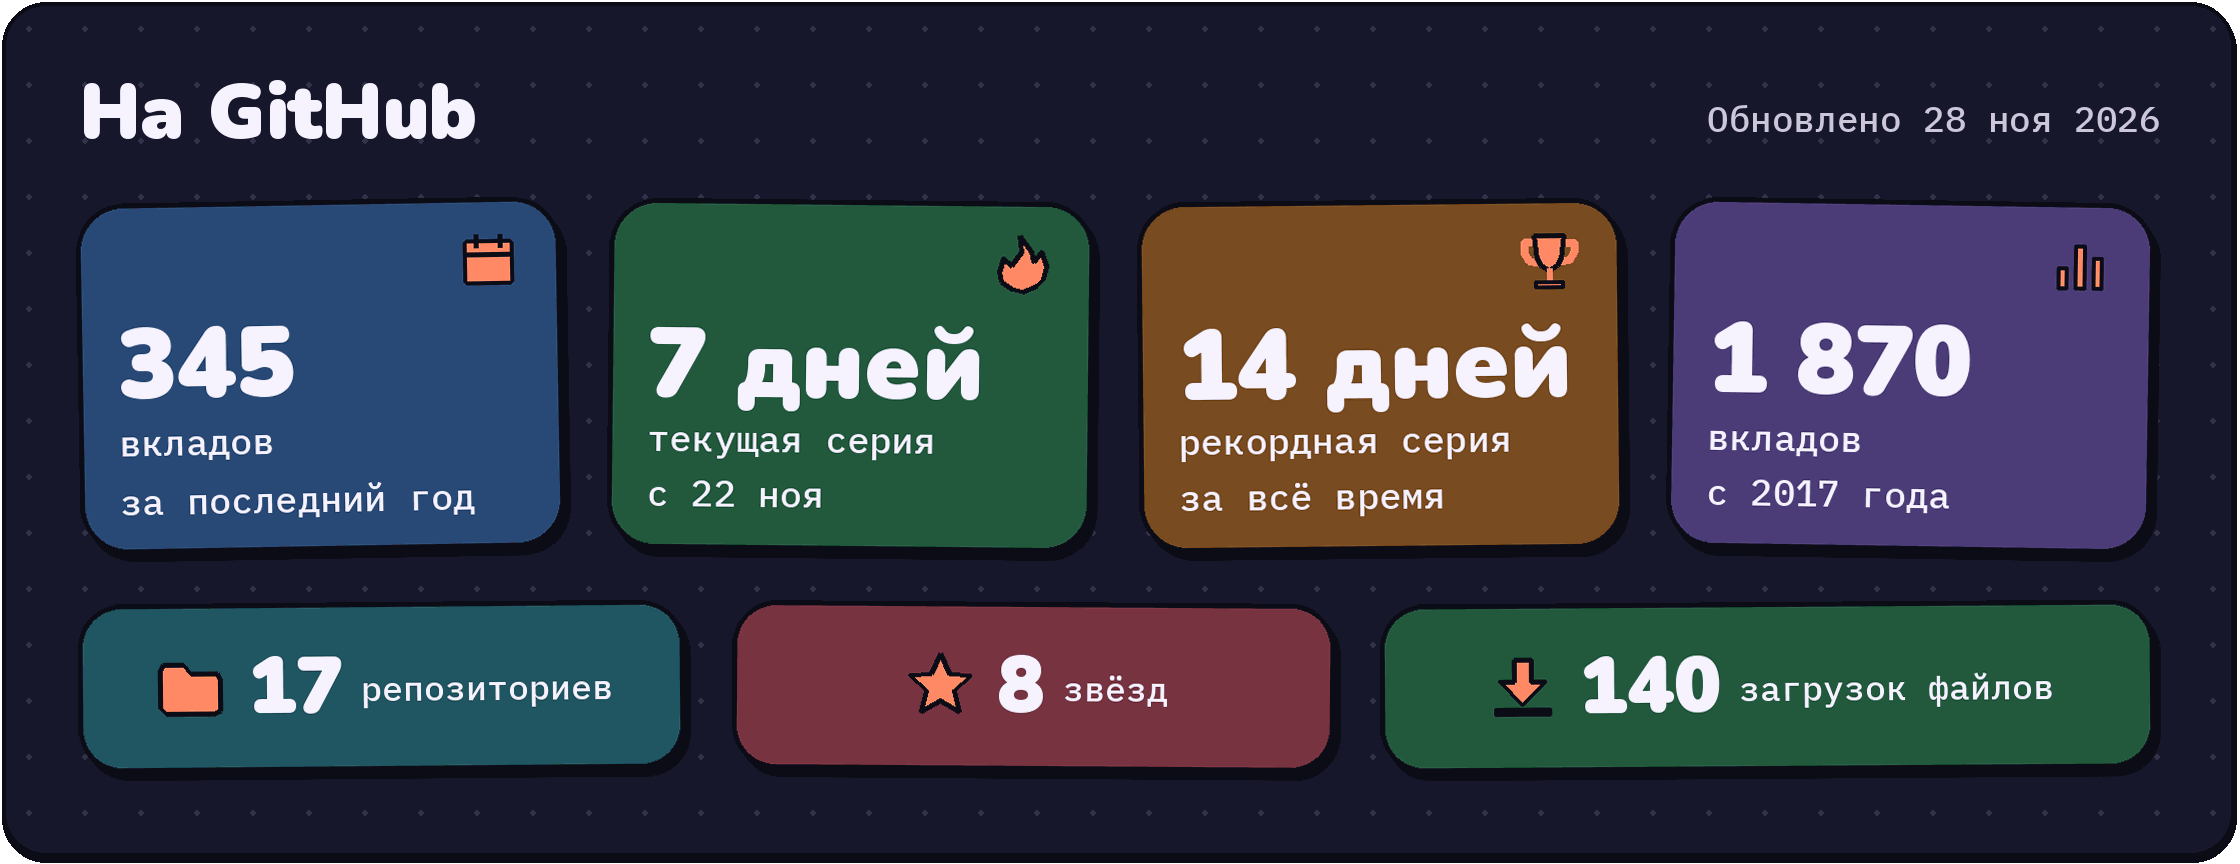 На GitHub
Обновлено 28 ноя 2026
345
вкладов
за последний год
7 дней
текущая серия
с 22 ноя
14 дней
рекордная серия
за всё время
1 870
вкладов
с 2017 года
17 репозиториев
8 звёзд
140 загрузок файлов